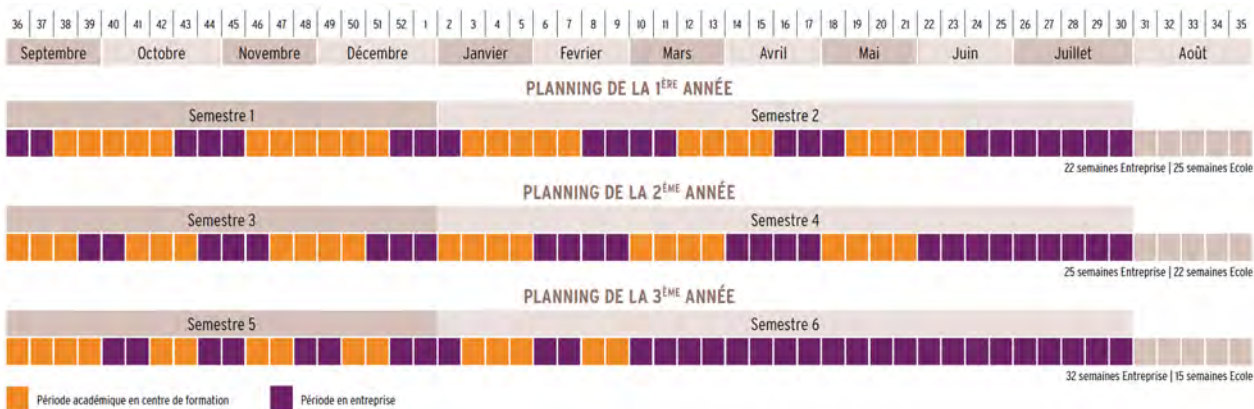 36 37 38 39 40 41 42 43 44 45 46 47 48 49 50 51 52 1 2 3 4 5 6 7 8 9 10 11 12 13 14 15 16 17 18 19 20 21 22 23 24 25 26 27 28 29 30 31 32 33 34 35
Septembre Octobre Novembre Décembre Janvier Fevrier Mars Avril Mai Juin Juillet Août
PLANNING DE LA 1ÈRE ANNÉE
Semestre 1 Semestre 2
22 semaines Entreprise | 25 semaines Ecole
PLANNING DE LA 2ÈME ANNÉE
Semestre 3 Semestre 4
25 semaines Entreprise | 22 semaines Ecole
PLANNING DE LA 3ÈME ANNÉE
Semestre 5 Semestre 6
32 semaines Entreprise | 15 semaines Ecole
Période académique en centre de formation Période en entreprise